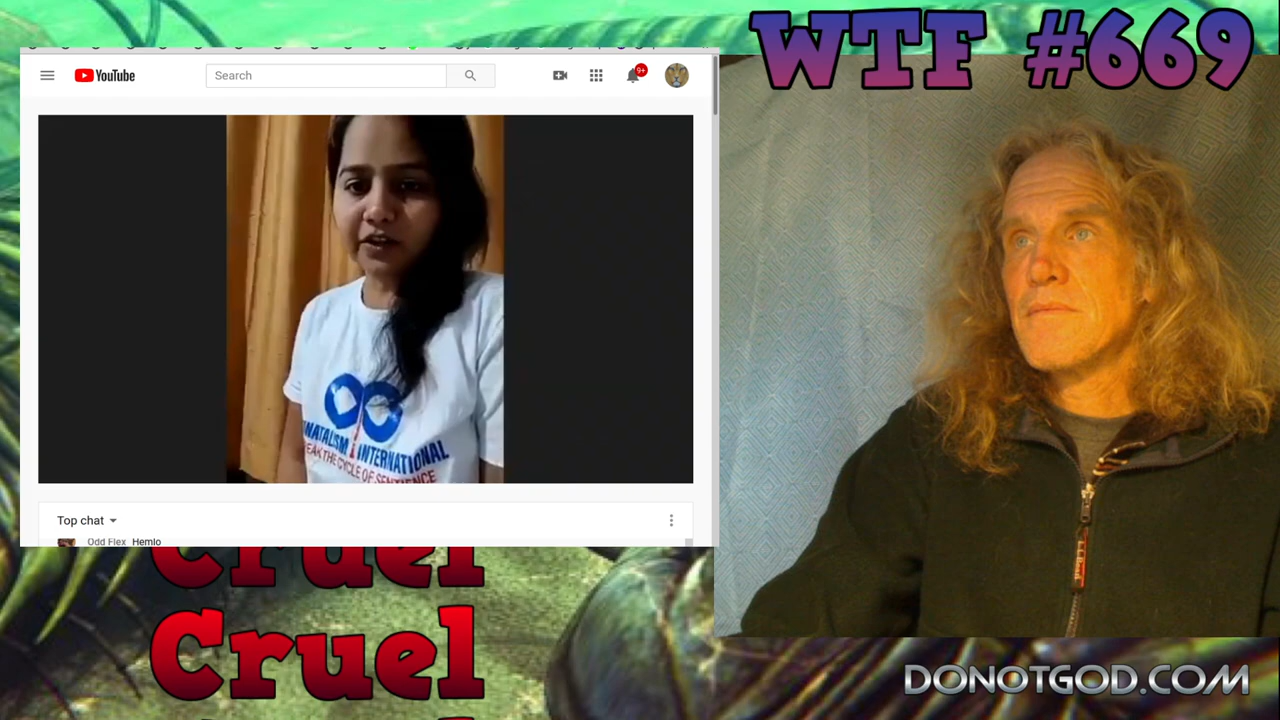 WTF #669
YouTube
Search
9+
NATALISM INTERNATIONAL
EAK THE CYCLE OF SENTIENCE
Top chat
Odd Flex Hemlo
Cruel
Cruel
DONOTGOD.COM